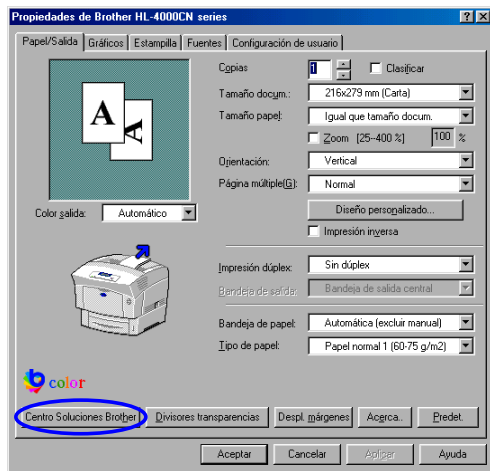 Propiedades de Brother HL-4000CN series
Papel/Salida Gráficos Estampilla Fuentes Configuración de usuario
A
A
Color salida: Automático
Copias 1 Clasificar
Tamaño docum.: 216x279 mm (Carta)
Tamaño papel: Igual que tamaño docum.
Zoom [25-400 %] 100 %
Orientación: Vertical
Página múltiple(G): Normal
Diseño personalizado...
Impresión inversa
Impresión dúplex: Sin dúplex
Bandeja de salida: Bandeja de salida central
Bandeja de papel: Automática (excluir manual)
Tipo de papel: Papel normal 1 (60-75 g/m2)
b color
Centro Soluciones Brother Divisores transparencias Despl. márgenes Acerca.. Predet.
Aceptar Cancelar Aplicar Ayuda